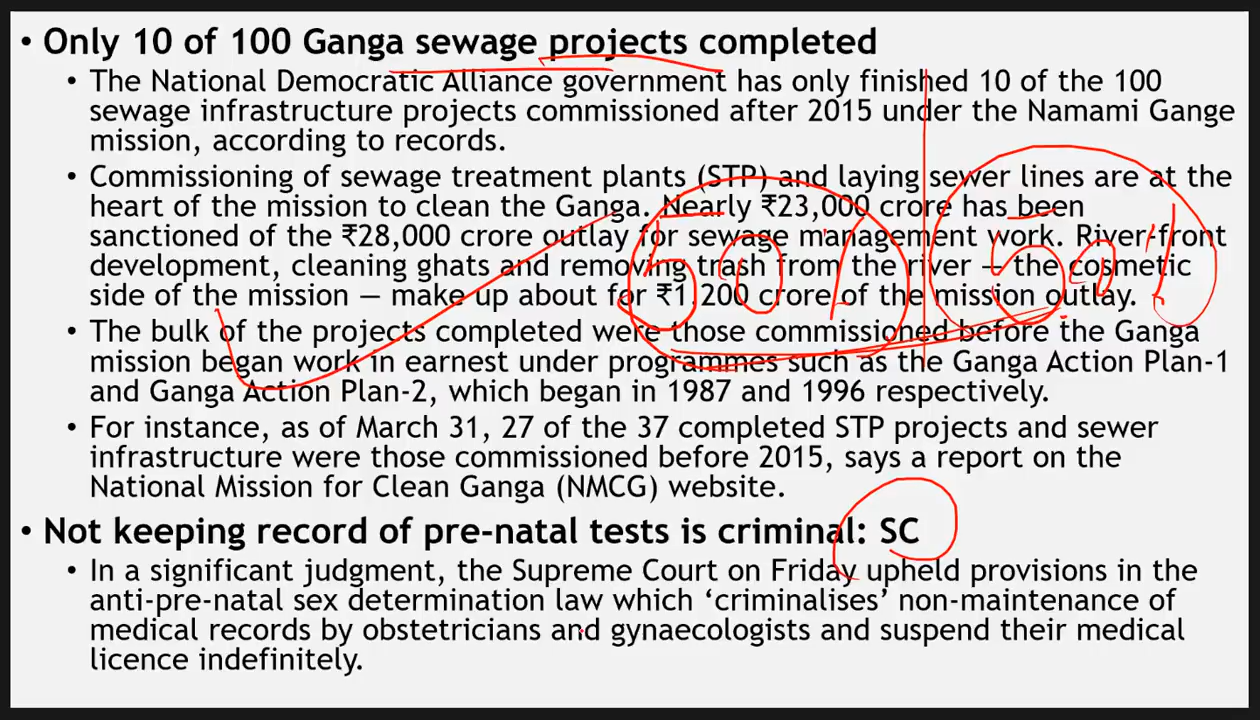 • Only 10 of 100 Ganga sewage projects completed
• The National Democratic Alliance government has only finished 10 of the 100
sewage infrastructure projects commissioned after 2015 under the Namami Gange
mission, according to records.
• Commissioning of sewage treatment plants (STP) and laying sewer lines are at the
heart of the mission to clean the Ganga. Nearly ₹23,000 crore has been
sanctioned of the ₹28,000 crore outlay for sewage management work. River-front
development, cleaning ghats and removing trash from the river — the cosmetic
side of the mission — make up about for ₹1,200 crore of the mission outlay.
• The bulk of the projects completed were those commissioned before the Ganga
mission began work in earnest under programmes such as the Ganga Action Plan-1
and Ganga Action Plan-2, which began in 1987 and 1996 respectively.
• For instance, as of March 31, 27 of the 37 completed STP projects and sewer
infrastructure were those commissioned before 2015, says a report on the
National Mission for Clean Ganga (NMCG) website.
• Not keeping record of pre-natal tests is criminal: SC
• In a significant judgment, the Supreme Court on Friday upheld provisions in the
anti-pre-natal sex determination law which ‘criminalises’ non-maintenance of
medical records by obstetricians and gynaecologists and suspend their medical
licence indefinitely.